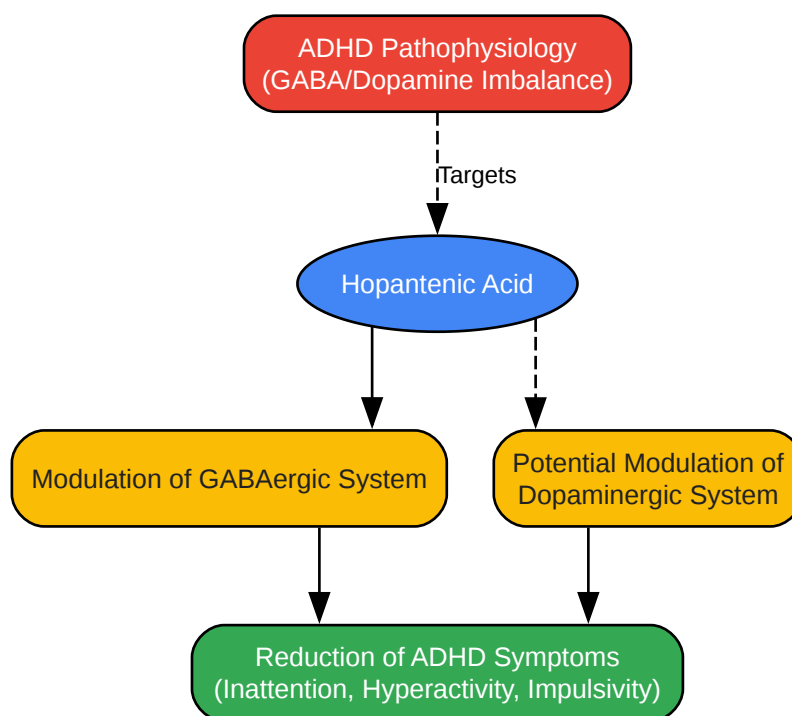 ADHD Pathophysiology
(GABA/Dopamine Imbalance)
Targets
Hopantenic Acid
Modulation of GABAergic System
Potential Modulation of
Dopaminergic System
Reduction of ADHD Symptoms
(Inattention, Hyperactivity, Impulsivity)